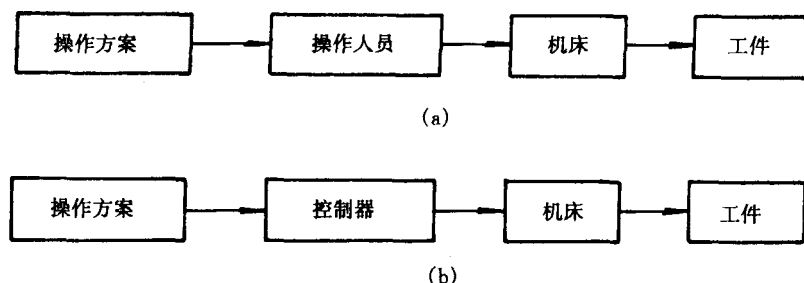 操作方案 操作人员 机床 工件
(a)
操作方案 控制器 机床 工件
(b)